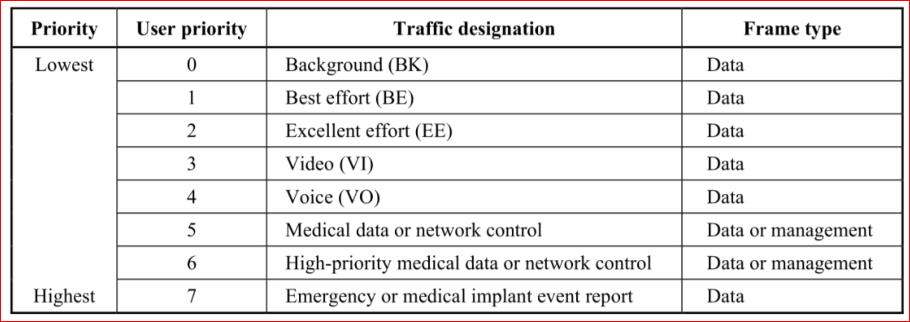 Priority User priority Traffic designation Frame type
Lowest 0 Background (BK) Data
1 Best effort (BE) Data
2 Excellent effort (EE) Data
3 Video (VI) Data
4 Voice (VO) Data
5 Medical data or network control Data or management
6 High-priority medical data or network control Data or management
Highest 7 Emergency or medical implant event report Data